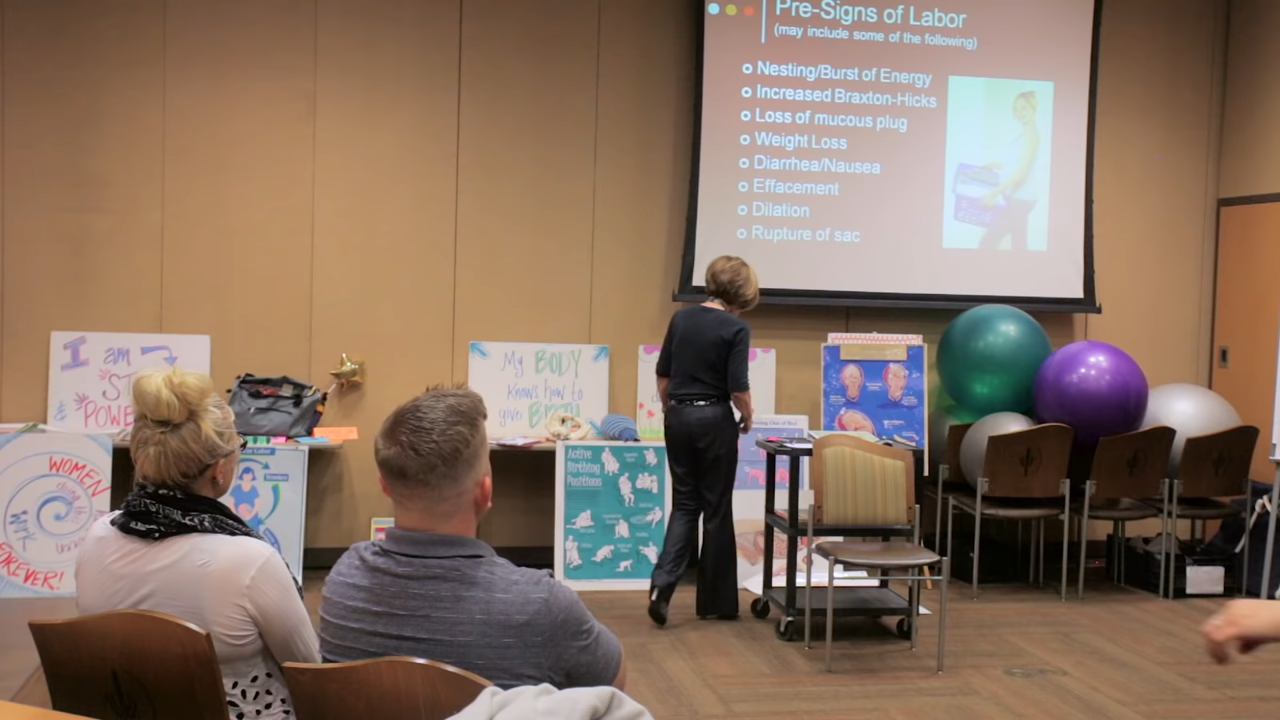 Pre-Signs of Labor
(may include some of the following)
Nesting/Burst of Energy
Increased Braxton-Hicks
Loss of mucous plug
Weight Loss
Diarrhea/Nausea
Effacement
Dilation
Rupture of sac
I am
My BODY
knows how to
give BIRTH
WOMEN
FOREVER!
Active
Birthing
Positions